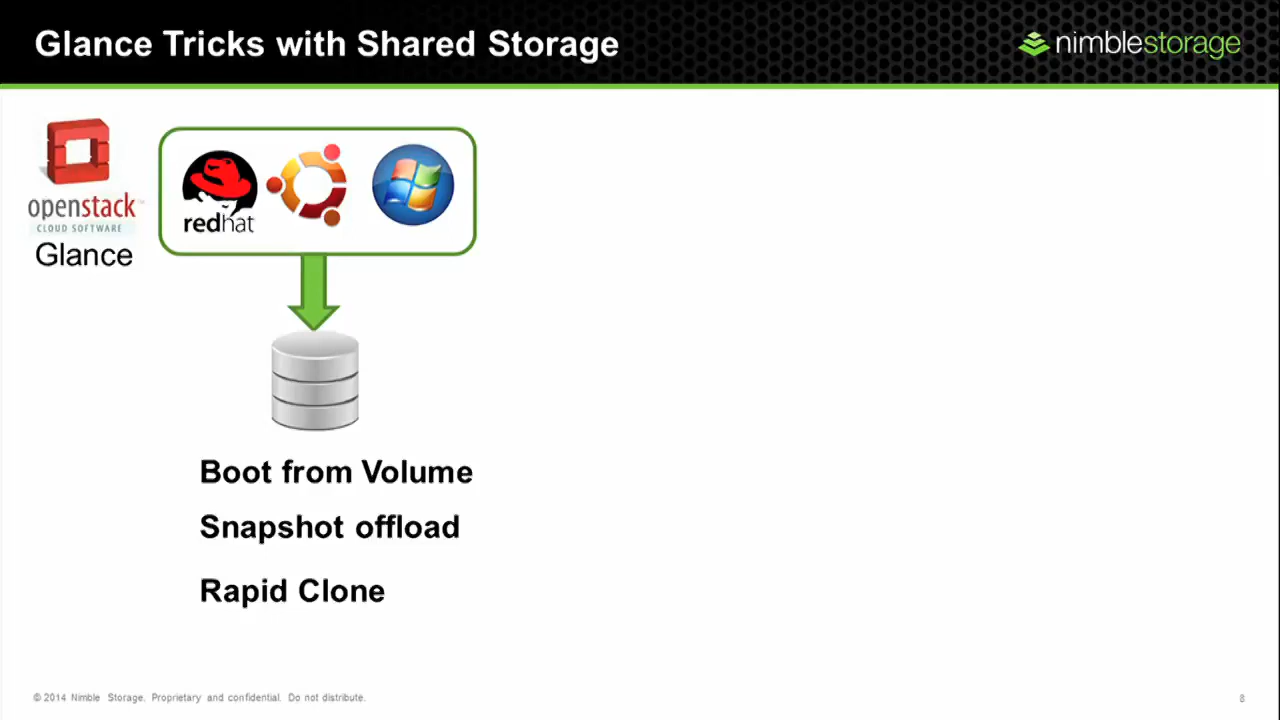 Glance Tricks with Shared Storage
nimblestorage
openstack
CLOUD SOFTWARE
Glance
redhat
Boot from Volume
Snapshot offload
Rapid Clone
© 2014 Nimble Storage. Proprietary and confidential. Do not distribute.
8